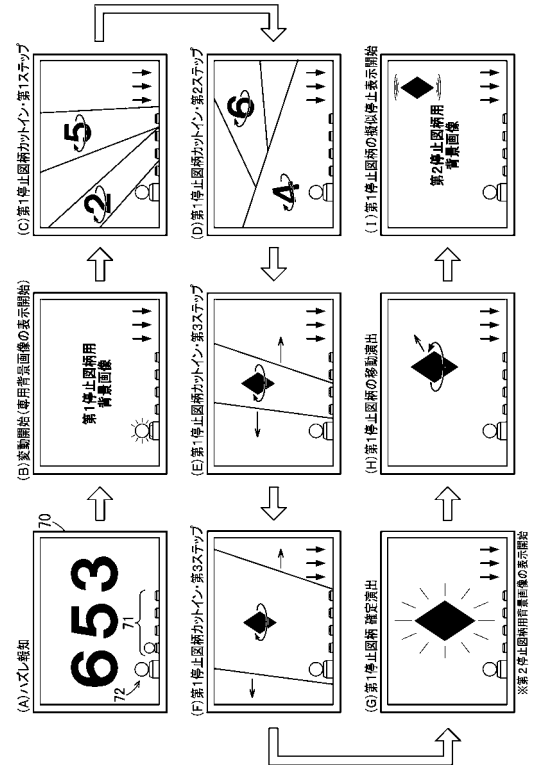 (A)ハズレ報知
70
653
71
72
(B)変動開始(専用背景画像の表示開始)
第1停止図柄用
背景画像
(C)第1停止図柄カットイン・第1ステップ
2
5
(D)第1停止図柄カットイン・第2ステップ
4
6
(E)第1停止図柄カットイン・第3ステップ
(F)第1停止図柄カットイン・第3ステップ
(G)第1停止図柄 確定演出
※第2停止図柄用背景画像の表示開始
(H)第1停止図柄の移動演出
(I)第1停止図柄の擬似停止表示開始
第2停止図柄用
背景画像